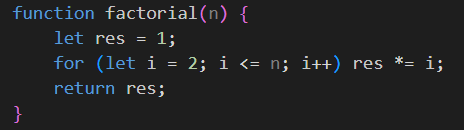 function factorial(n) {
    let res = 1;
    for (let i = 2; i <= n; i++) res *= i;
    return res;
}